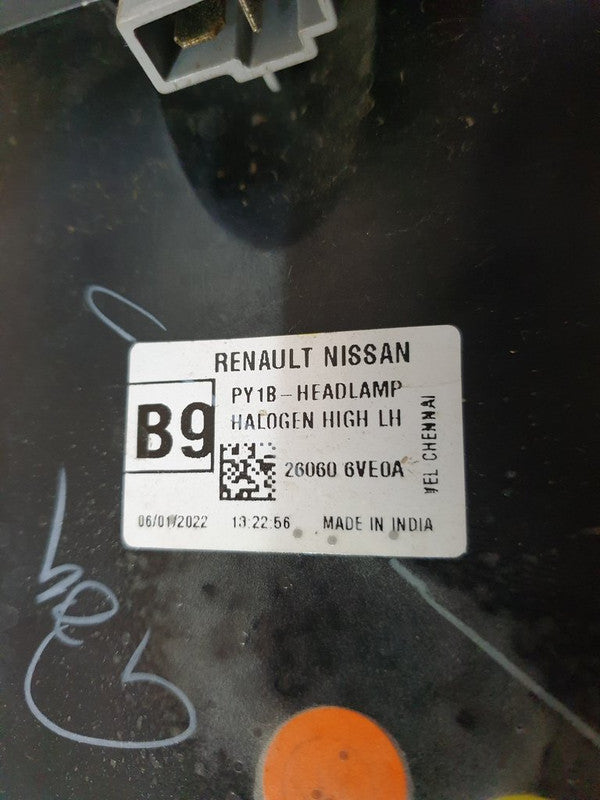 RENAULT NISSAN
B9
PY1B-HEADLAMP
HALOGEN HIGH LH
26060 6VE0A
VEL CHENNAI
06/01/2022 13:22:56 MADE IN INDIA